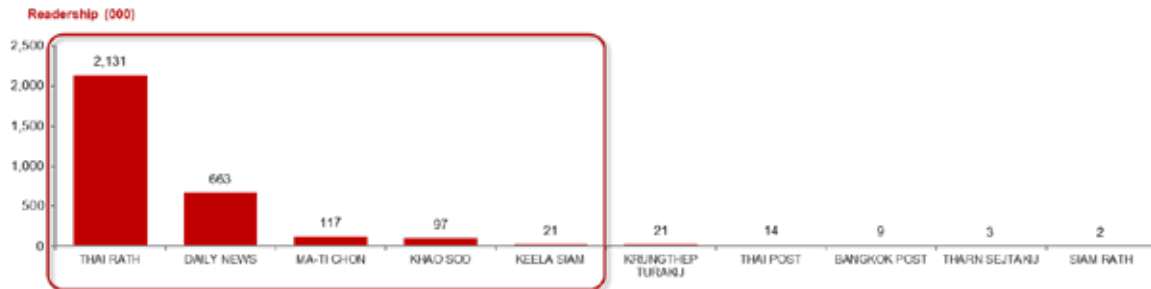 Readership (000)
2,500
2,000
1,500
1,000
500
0
2,131
663
117
97
21
21
14
9
3
2
THAI RATH
DAILY NEWS
MA-TI CHON
KHAO SOD
KEELA SIAM
KRUNGTHEP
TURAKIJ
THAI POST
BANGKOK POST
THARN SEJTAKIJ
SIAM RATH